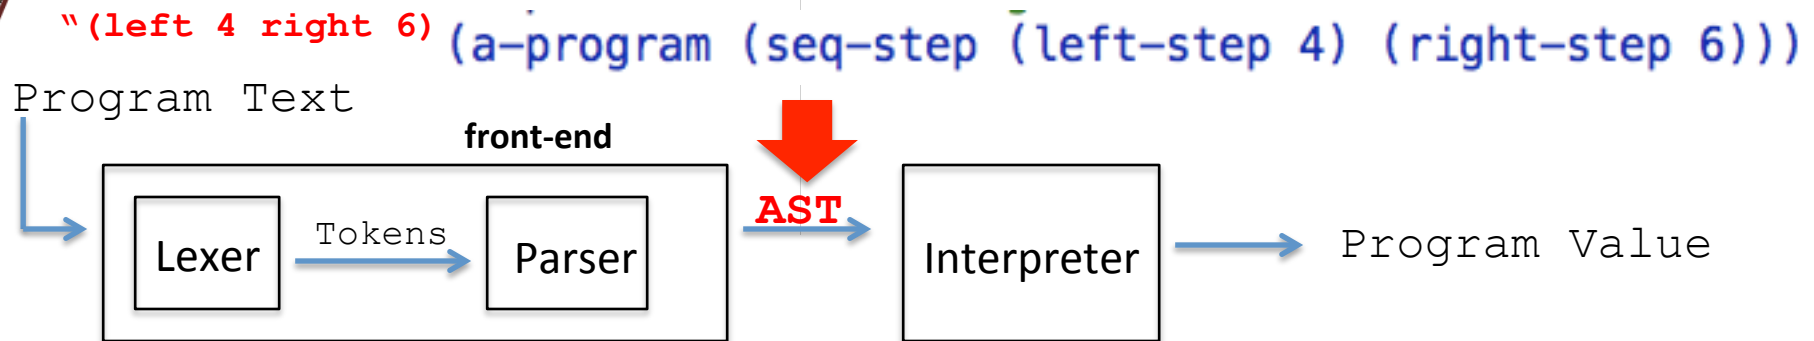 “(left 4 right 6)
(a-program (seq-step (left-step 4) (right-step 6)))
Program Text
front-end
AST
Lexer
Tokens
Parser
Interpreter
Program Value